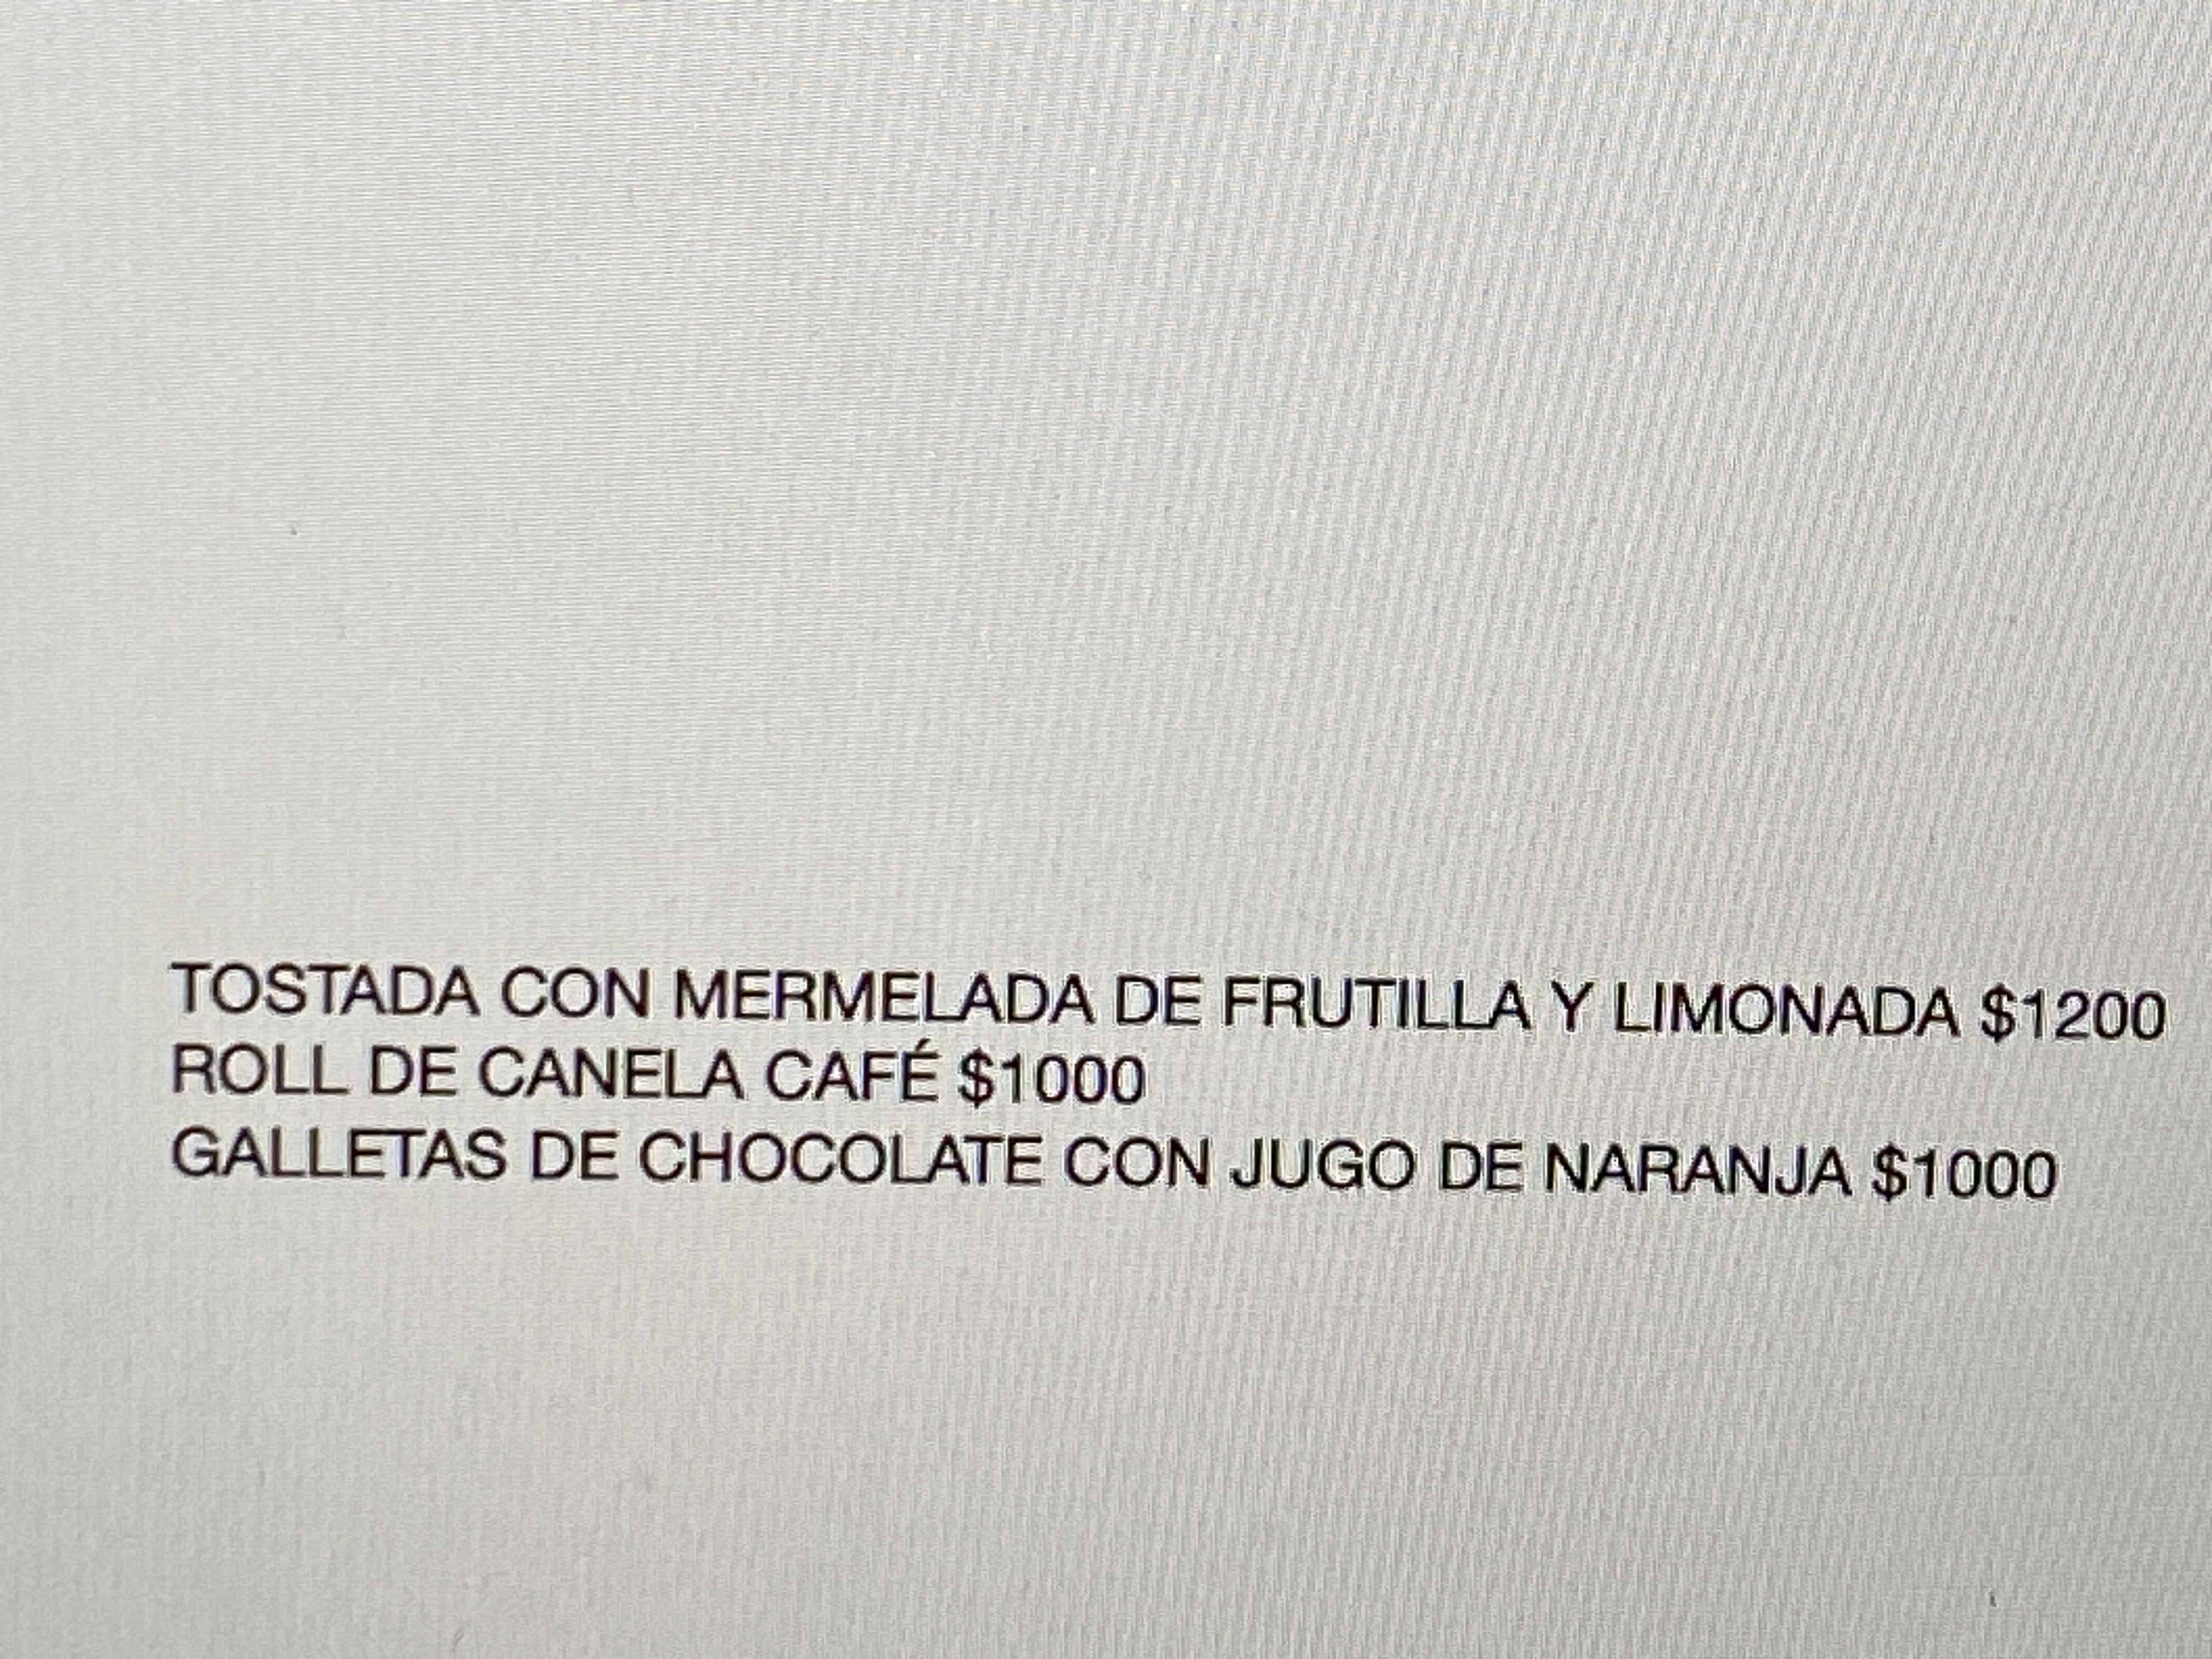 TOSTADA CON MERMELADA DE FRUTILLA Y LIMONADA $1200
ROLL DE CANELA CAFÉ $1000
GALLETAS DE CHOCOLATE CON JUGO DE NARANJA $1000